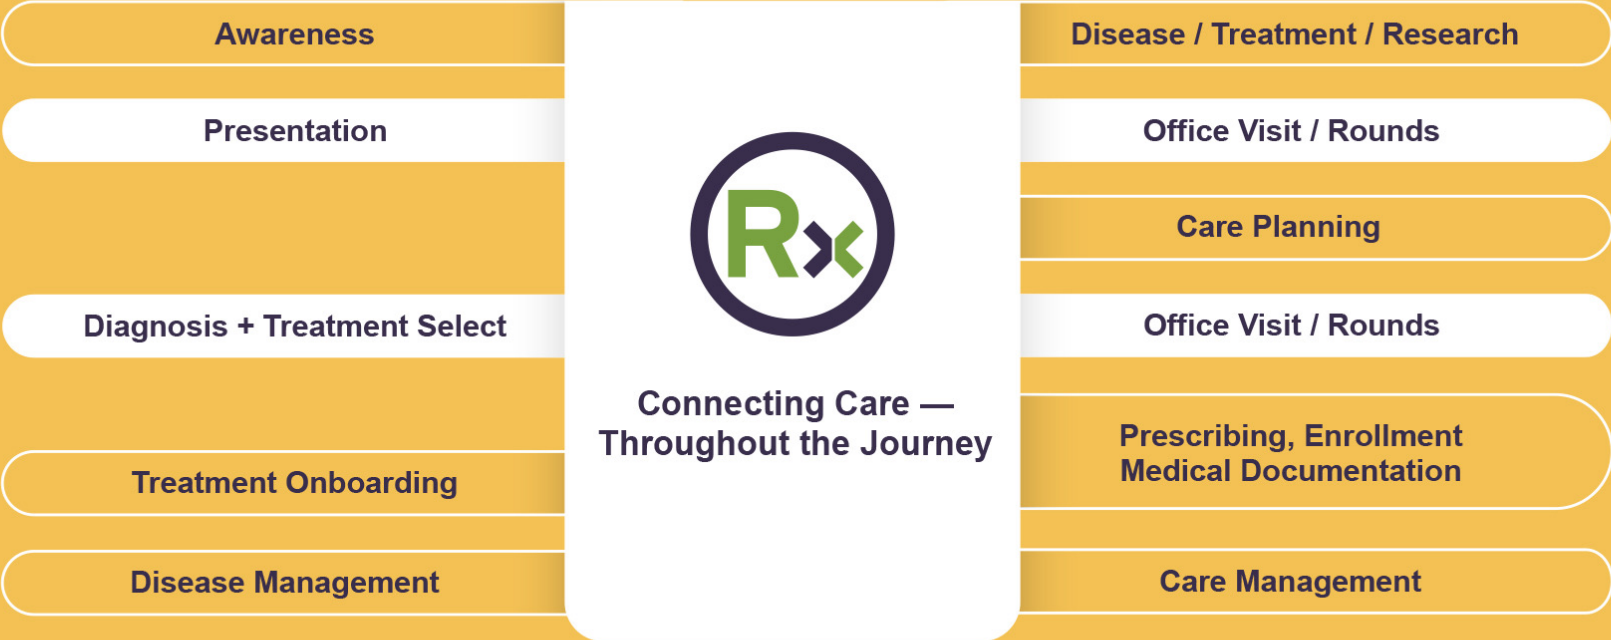 Awareness
Disease / Treatment / Research
Presentation
Office Visit / Rounds
Care Planning
Diagnosis + Treatment Select
Office Visit / Rounds
Rx
Connecting Care —
Throughout the Journey
Prescribing, Enrollment
Medical Documentation
Treatment Onboarding
Disease Management
Care Management